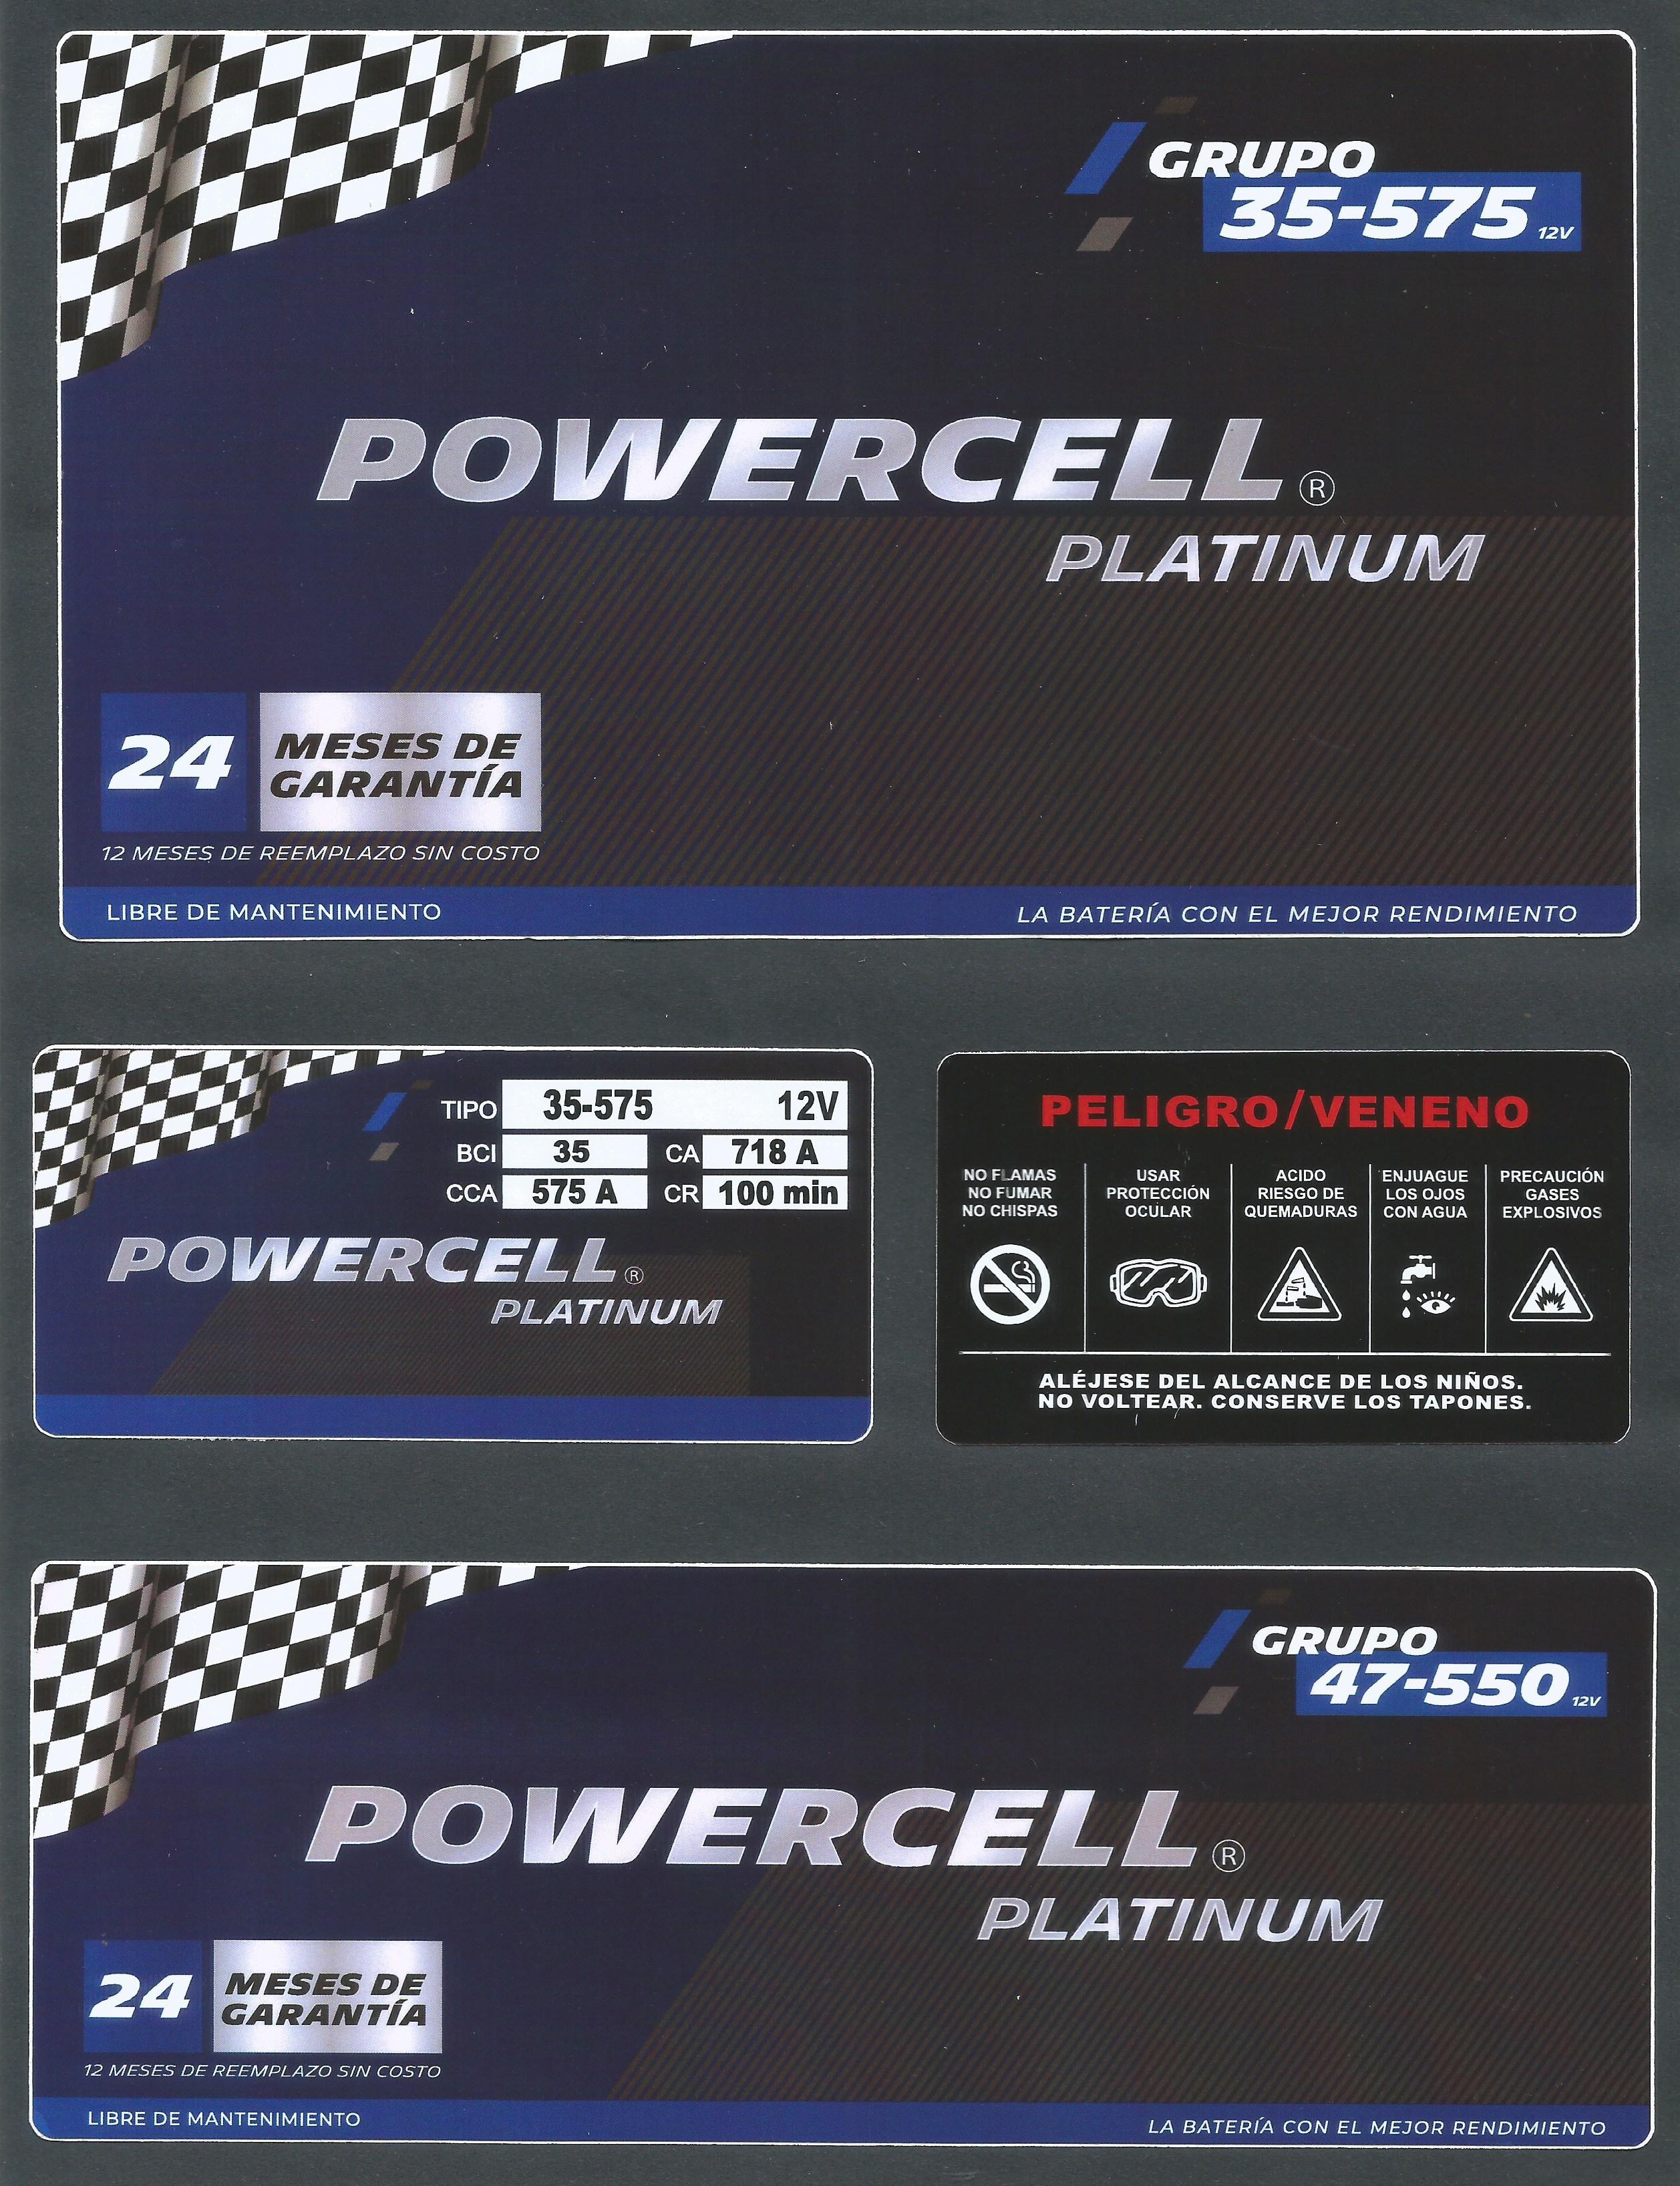 GRUPO
35-575 12V
POWERCELL®
PLATINUM
24 MESES DE
GARANTÍA
12 MESES DE REEMPLAZO SIN COSTO
LIBRE DE MANTENIMIENTO
LA BATERÍA CON EL MEJOR RENDIMIENTO
TIPO 35-575 12V
BCI 35 CA 718 A
CCA 575 A CR 100 min
POWERCELL®
PLATINUM
PELIGRO/VENENO
NO FLAMAS
NO FUMAR
NO CHISPAS
USAR
PROTECCIÓN
OCULAR
ACIDO
RIESGO DE
QUEMADURAS
ENJUAGUE
LOS OJOS
CON AGUA
PRECAUCIÓN
GASES
EXPLOSIVOS
ALÉJESE DEL ALCANCE DE LOS NIÑOS.
NO VOLTEAR. CONSERVE LOS TAPONES.
GRUPO
47-550 12V
POWERCELL®
PLATINUM
24 MESES DE
GARANTÍA
12 MESES DE REEMPLAZO SIN COSTO
LIBRE DE MANTENIMIENTO
LA BATERÍA CON EL MEJOR RENDIMIENTO